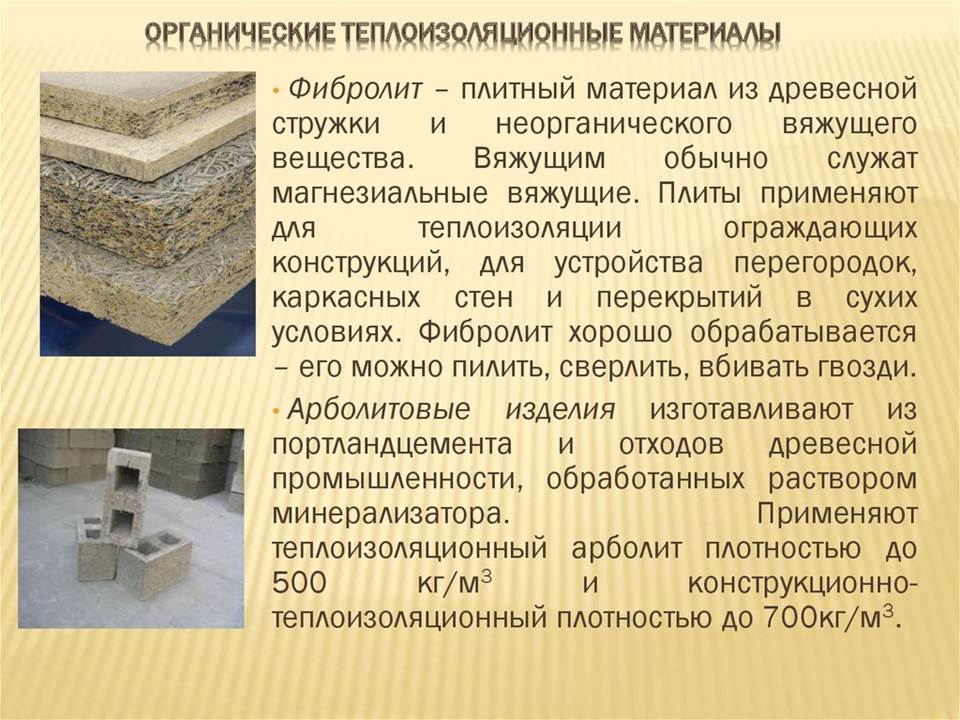 ОРГАНИЧЕСКИЕ ТЕПЛОИЗОЛЯЦИОННЫЕ МАТЕРИАЛЫ
• Фибролит – плитный материал из древесной
стружки и неорганического вяжущего
вещества. Вяжущим обычно служат
магнезиальные вяжущие. Плиты применяют
для теплоизоляции ограждающих
конструкций, для устройства перегородок,
каркасных стен и перекрытий в сухих
условиях. Фибролит хорошо обрабатывается
– его можно пилить, сверлить, вбивать гвозди.
• Арболитовые изделия изготавливают из
портландцемента и отходов древесной
промышленности, обработанных раствором
минерализатора. Применяют
теплоизоляционный арболит плотностью до
500 кг/м³ и конструкционно-
теплоизоляционный плотностью до 700кг/м³.